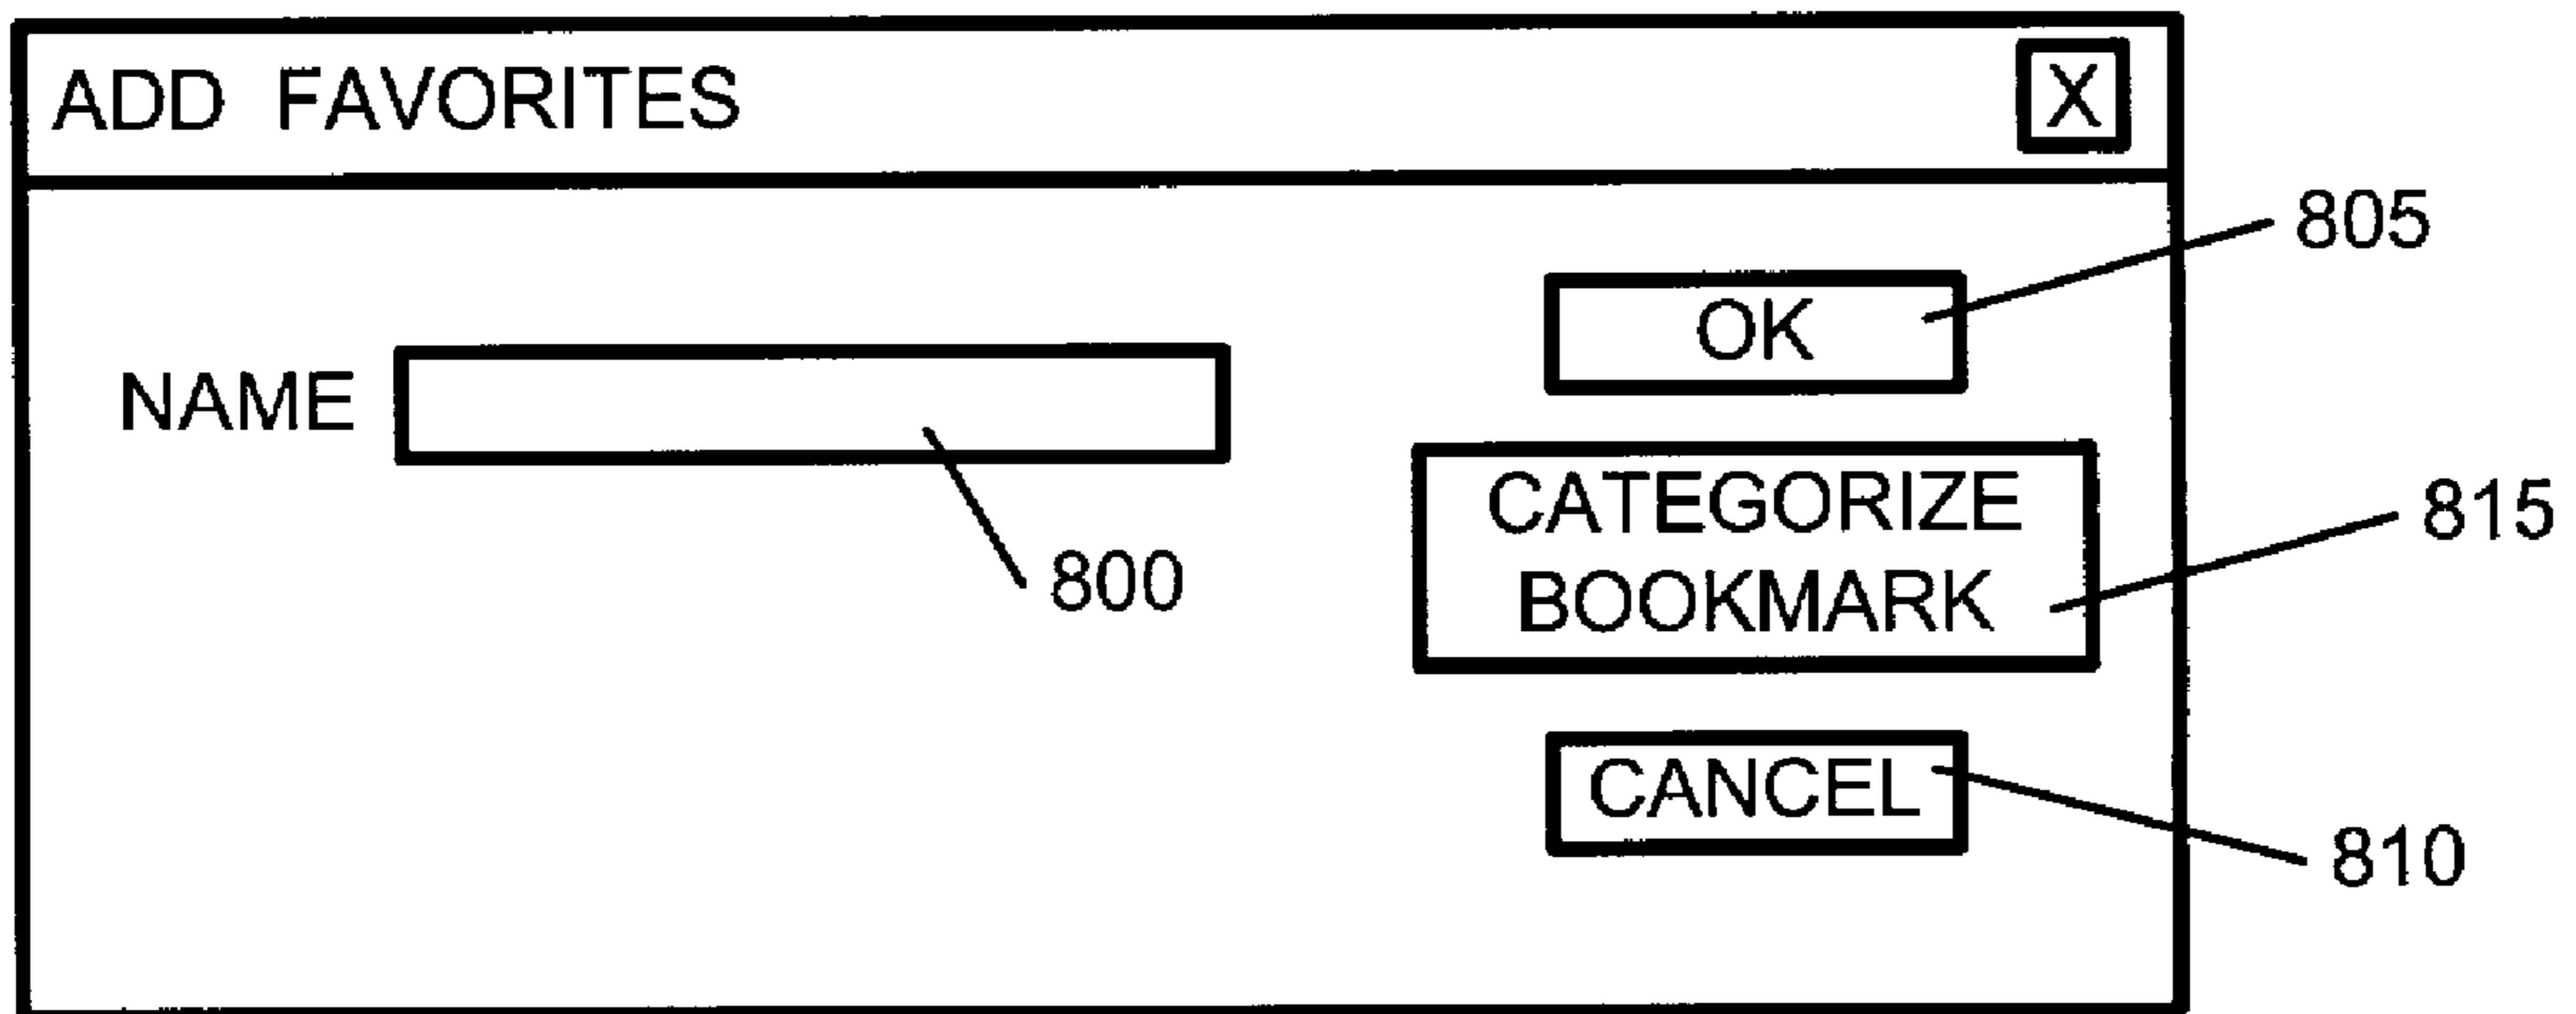 ADD FAVORITES X
805
OK
NAME
CATEGORIZE
BOOKMARK
815
800
CANCEL
810